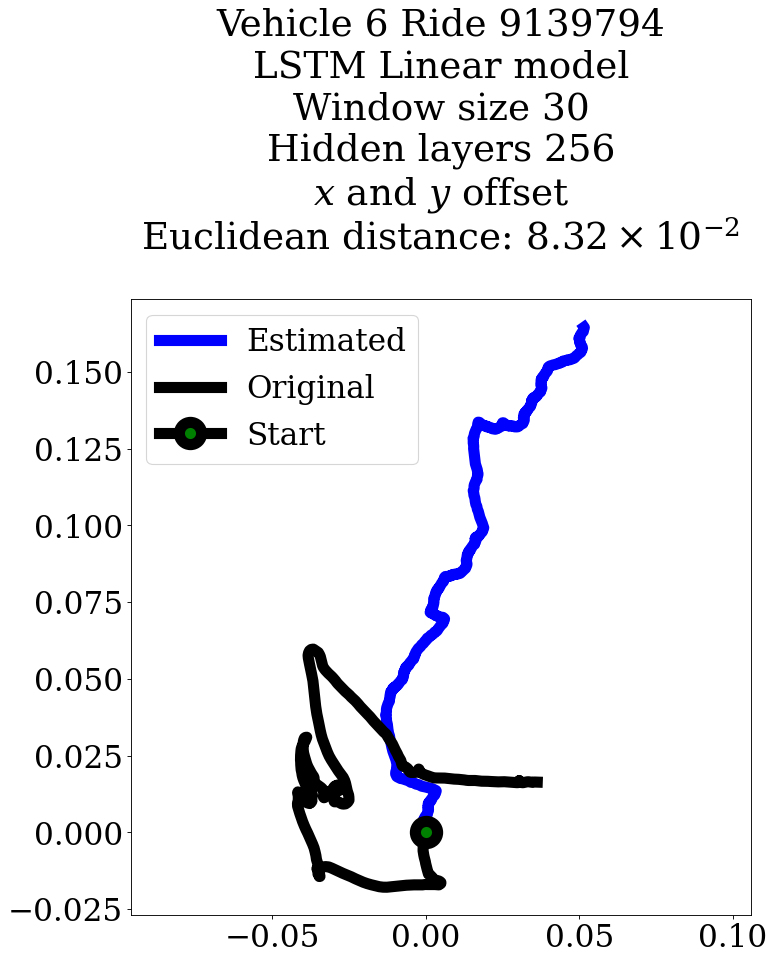 Vehicle 6 Ride 9139794
LSTM Linear model
Window size 30
Hidden layers 256
x and y offset
Euclidean distance: 8.32 × 10⁻²
Estimated
Original
Start
0.150
0.125
0.100
0.075
0.050
0.025
0.000
−0.025
−0.05 0.00 0.05 0.10